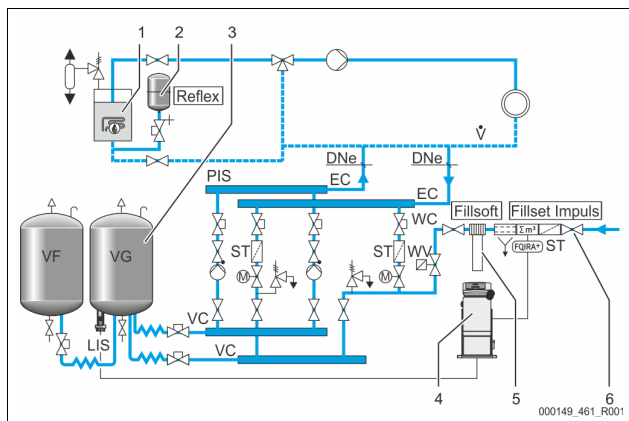 1
2
3
Reflex
V̇
DNe
DNe
PIS
EC
EC
WC
Fillsoft
Fillset Impuls
ST
ST
WV
Σm³
FQIRA+
ST
M
M
VF
VG
VC
VC
LIS
4
5
6
000149_461_R001